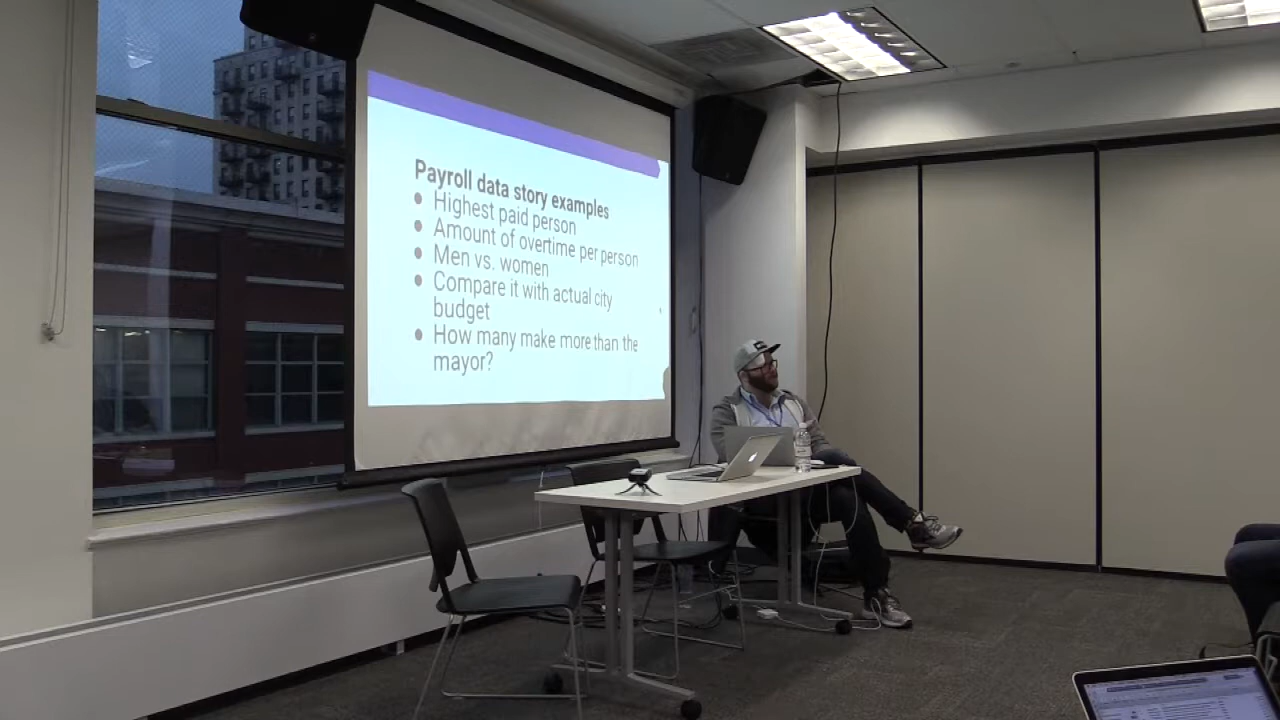 Payroll data story examples
● Highest paid person
● Amount of overtime per person
● Men vs. women
● Compare it with actual city
budget
● How many make more than the
mayor?